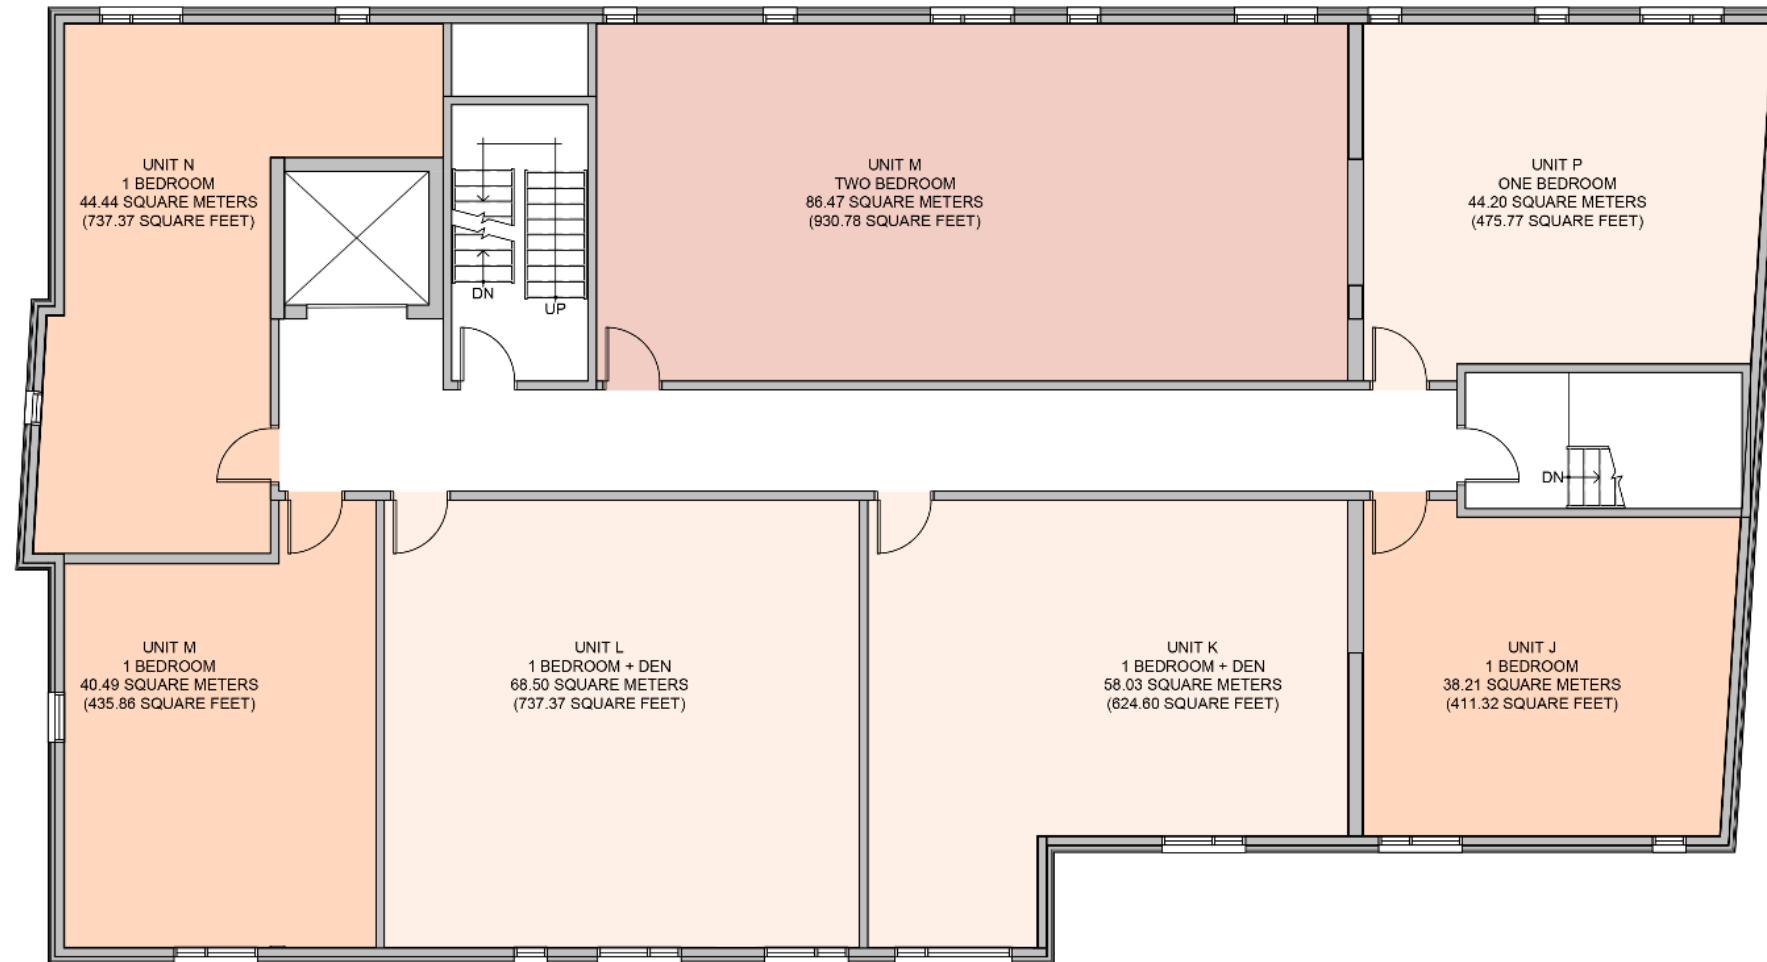 UNIT N
1 BEDROOM
44.44 SQUARE METERS
(737.37 SQUARE FEET)
UNIT M
TWO BEDROOM
86.47 SQUARE METERS
(930.78 SQUARE FEET)
UNIT P
ONE BEDROOM
44.20 SQUARE METERS
(475.77 SQUARE FEET)
DN
UP
DN
UNIT M
1 BEDROOM
40.49 SQUARE METERS
(435.86 SQUARE FEET)
UNIT L
1 BEDROOM + DEN
68.50 SQUARE METERS
(737.37 SQUARE FEET)
UNIT K
1 BEDROOM + DEN
58.03 SQUARE METERS
(624.60 SQUARE FEET)
UNIT J
1 BEDROOM
38.21 SQUARE METERS
(411.32 SQUARE FEET)